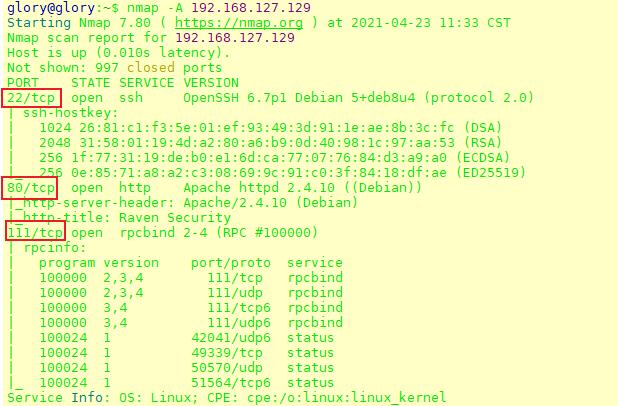 glory@glory:~$ nmap -A 192.168.127.129
Starting Nmap 7.80 ( https://nmap.org ) at 2021-04-23 11:33 CST
Nmap scan report for 192.168.127.129
Host is up (0.010s latency).
Not shown: 997 closed ports
PORT    STATE SERVICE VERSION
22/tcp  open  ssh     OpenSSH 6.7p1 Debian 5+deb8u4 (protocol 2.0)
| ssh-hostkey:
|   1024 26:81:c1:f3:5e:01:ef:93:49:3d:91:1e:ae:8b:3c:fc (DSA)
|   2048 31:58:01:19:4d:a2:80:a6:b9:0d:40:98:1c:97:aa:53 (RSA)
|   256 1f:77:31:19:de:b0:e1:6d:ca:77:07:76:84:d3:a9:a0 (ECDSA)
|_  256 0e:85:71:a8:a2:c3:08:69:9c:91:c0:3f:84:18:df:ae (ED25519)
80/tcp  open  http    Apache httpd 2.4.10 ((Debian))
|_http-server-header: Apache/2.4.10 (Debian)
|_http-title: Raven Security
111/tcp open  rpcbind 2-4 (RPC #100000)
| rpcinfo:
|   program version    port/proto  service
|   100000  2,3,4        111/tcp   rpcbind
|   100000  2,3,4        111/udp   rpcbind
|   100000  3,4          111/tcp6  rpcbind
|   100000  3,4          111/udp6  rpcbind
|   100024  1          42041/udp6  status
|   100024  1          49339/tcp   status
|   100024  1          50570/udp   status
|_  100024  1          51564/tcp6  status
Service Info: OS: Linux; CPE: cpe:/o:linux:linux_kernel